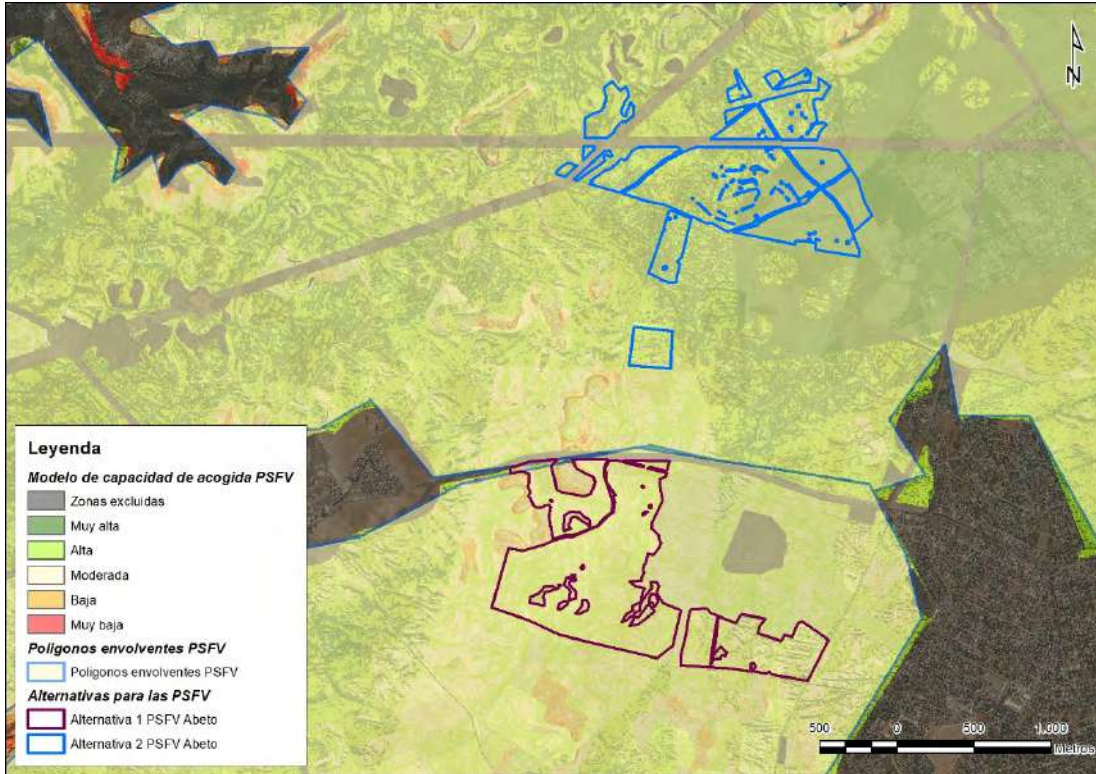 N
Leyenda
Modelo de capacidad de acogida PSFV
Zonas excluidas
Muy alta
Alta
Moderada
Baja
Muy baja
Poligonos envolventes PSFV
Poligonos envolventes PSFV
Alternativas para las PSFV
Alternativa 1 PSFV Abeto
Alternativa 2 PSFV Abeto
500 0 500 1.000
Metros